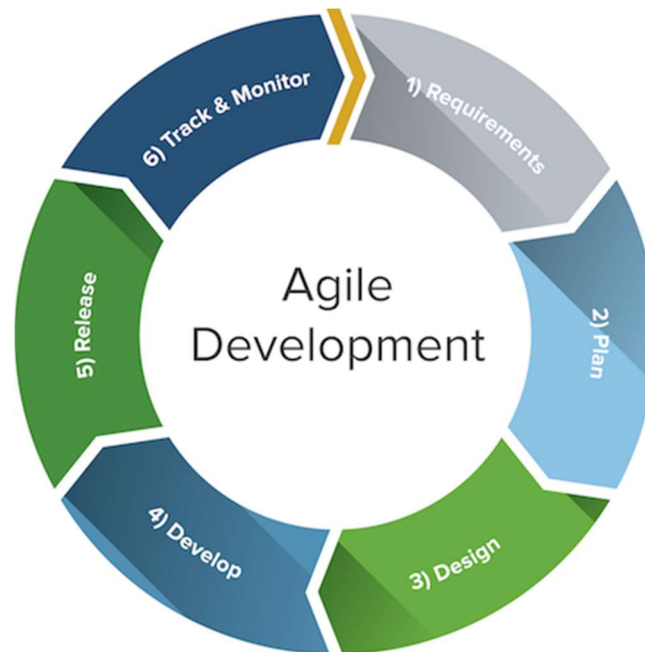 Agile
Development
1) Requirements
2) Plan
3) Design
4) Develop
5) Release
6) Track & Monitor